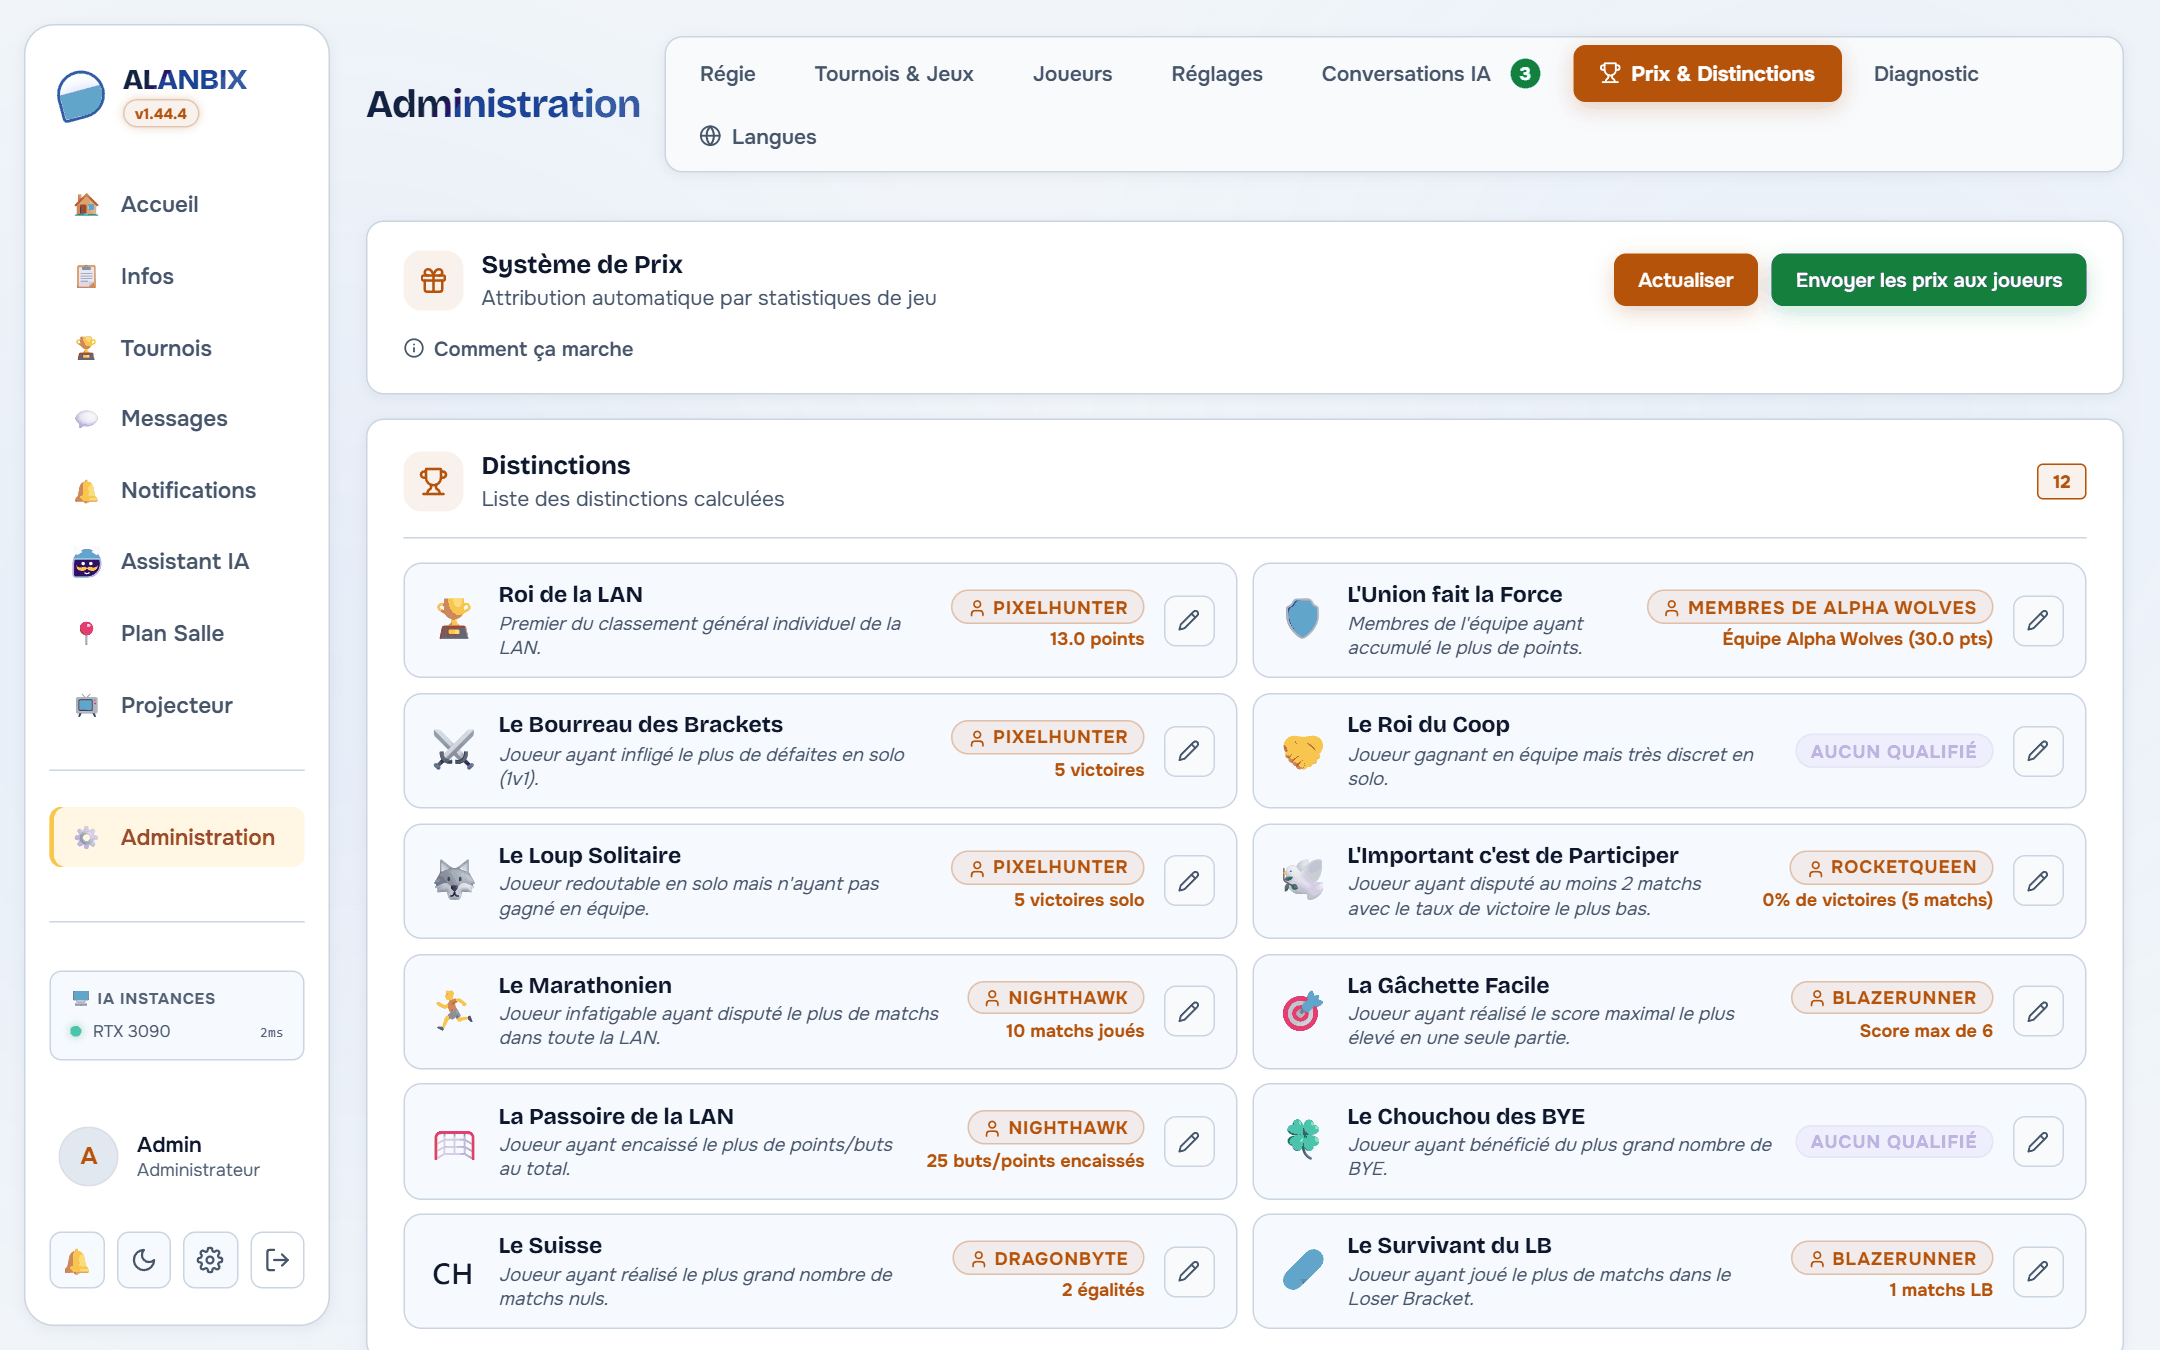 ALANBIX
v1.44.4
Accueil
Infos
Tournois
Messages
Notifications
Assistant IA
Plan Salle
Projecteur
Administration
IA INSTANCES
RTX 3090
2ms
A
Admin
Administrateur
Administration
Régie
Tournois & Jeux
Joueurs
Réglages
Conversations IA 3
Prix & Distinctions
Diagnostic
Langues
Système de Prix
Attribution automatique par statistiques de jeu
Actualiser
Envoyer les prix aux joueurs
Comment ça marche
Distinctions
Liste des distinctions calculées
12
Roi de la LAN
Premier du classement général individuel de la
LAN.
PIXELHUNTER
13.0 points
L'Union fait la Force
Membres de l'équipe ayant
accumulé le plus de points.
MEMBRES DE ALPHA WOLVES
Équipe Alpha Wolves (30.0 pts)
Le Bourreau des Brackets
Joueur ayant infligé le plus de défaites en solo
(1v1).
PIXELHUNTER
5 victoires
Le Roi du Coop
Joueur gagnant en équipe mais très discret en
solo.
AUCUN QUALIFIÉ
Le Loup Solitaire
Joueur redoutable en solo mais n'ayant pas
gagné en équipe.
PIXELHUNTER
5 victoires solo
L'Important c'est de Participer
Joueur ayant disputé au moins 2 matchs
avec le taux de victoire le plus bas.
ROCKETQUEEN
0% de victoires (5 matchs)
Le Marathonien
Joueur infatigable ayant disputé le plus de matchs
dans toute la LAN.
NIGHTHAWK
10 matchs joués
La Gâchette Facile
Joueur ayant réalisé le score maximal le plus
élevé en une seule partie.
BLAZERUNNER
Score max de 6
La Passoire de la LAN
Joueur ayant encaissé le plus de points/buts
au total.
NIGHTHAWK
25 buts/points encaissés
Le Chouchou des BYE
Joueur ayant bénéficié du plus grand nombre de
BYE.
AUCUN QUALIFIÉ
CH
Le Suisse
Joueur ayant réalisé le plus grand nombre de
matchs nuls.
DRAGONBYTE
2 égalités
Le Survivant du LB
Joueur ayant joué le plus de matchs dans le
Loser Bracket.
BLAZERUNNER
1 matchs LB